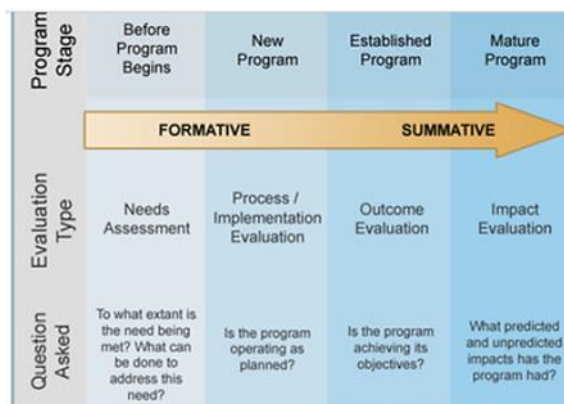 Program Stage
Before
Program
Begins
New
Program
Established
Program
Mature
Program
FORMATIVE
SUMMATIVE
Evaluation Type
Needs
Assessment
Process /
Implementation
Evaluation
Outcome
Evaluation
Impact
Evaluation
Question Asked
To what extant is
the need being
met? What can
be done to
address this
need?
Is the program
operating as
planned?
Is the program
achieving its
objectives?
What predicted
and unpredicted
impacts has the
program had?